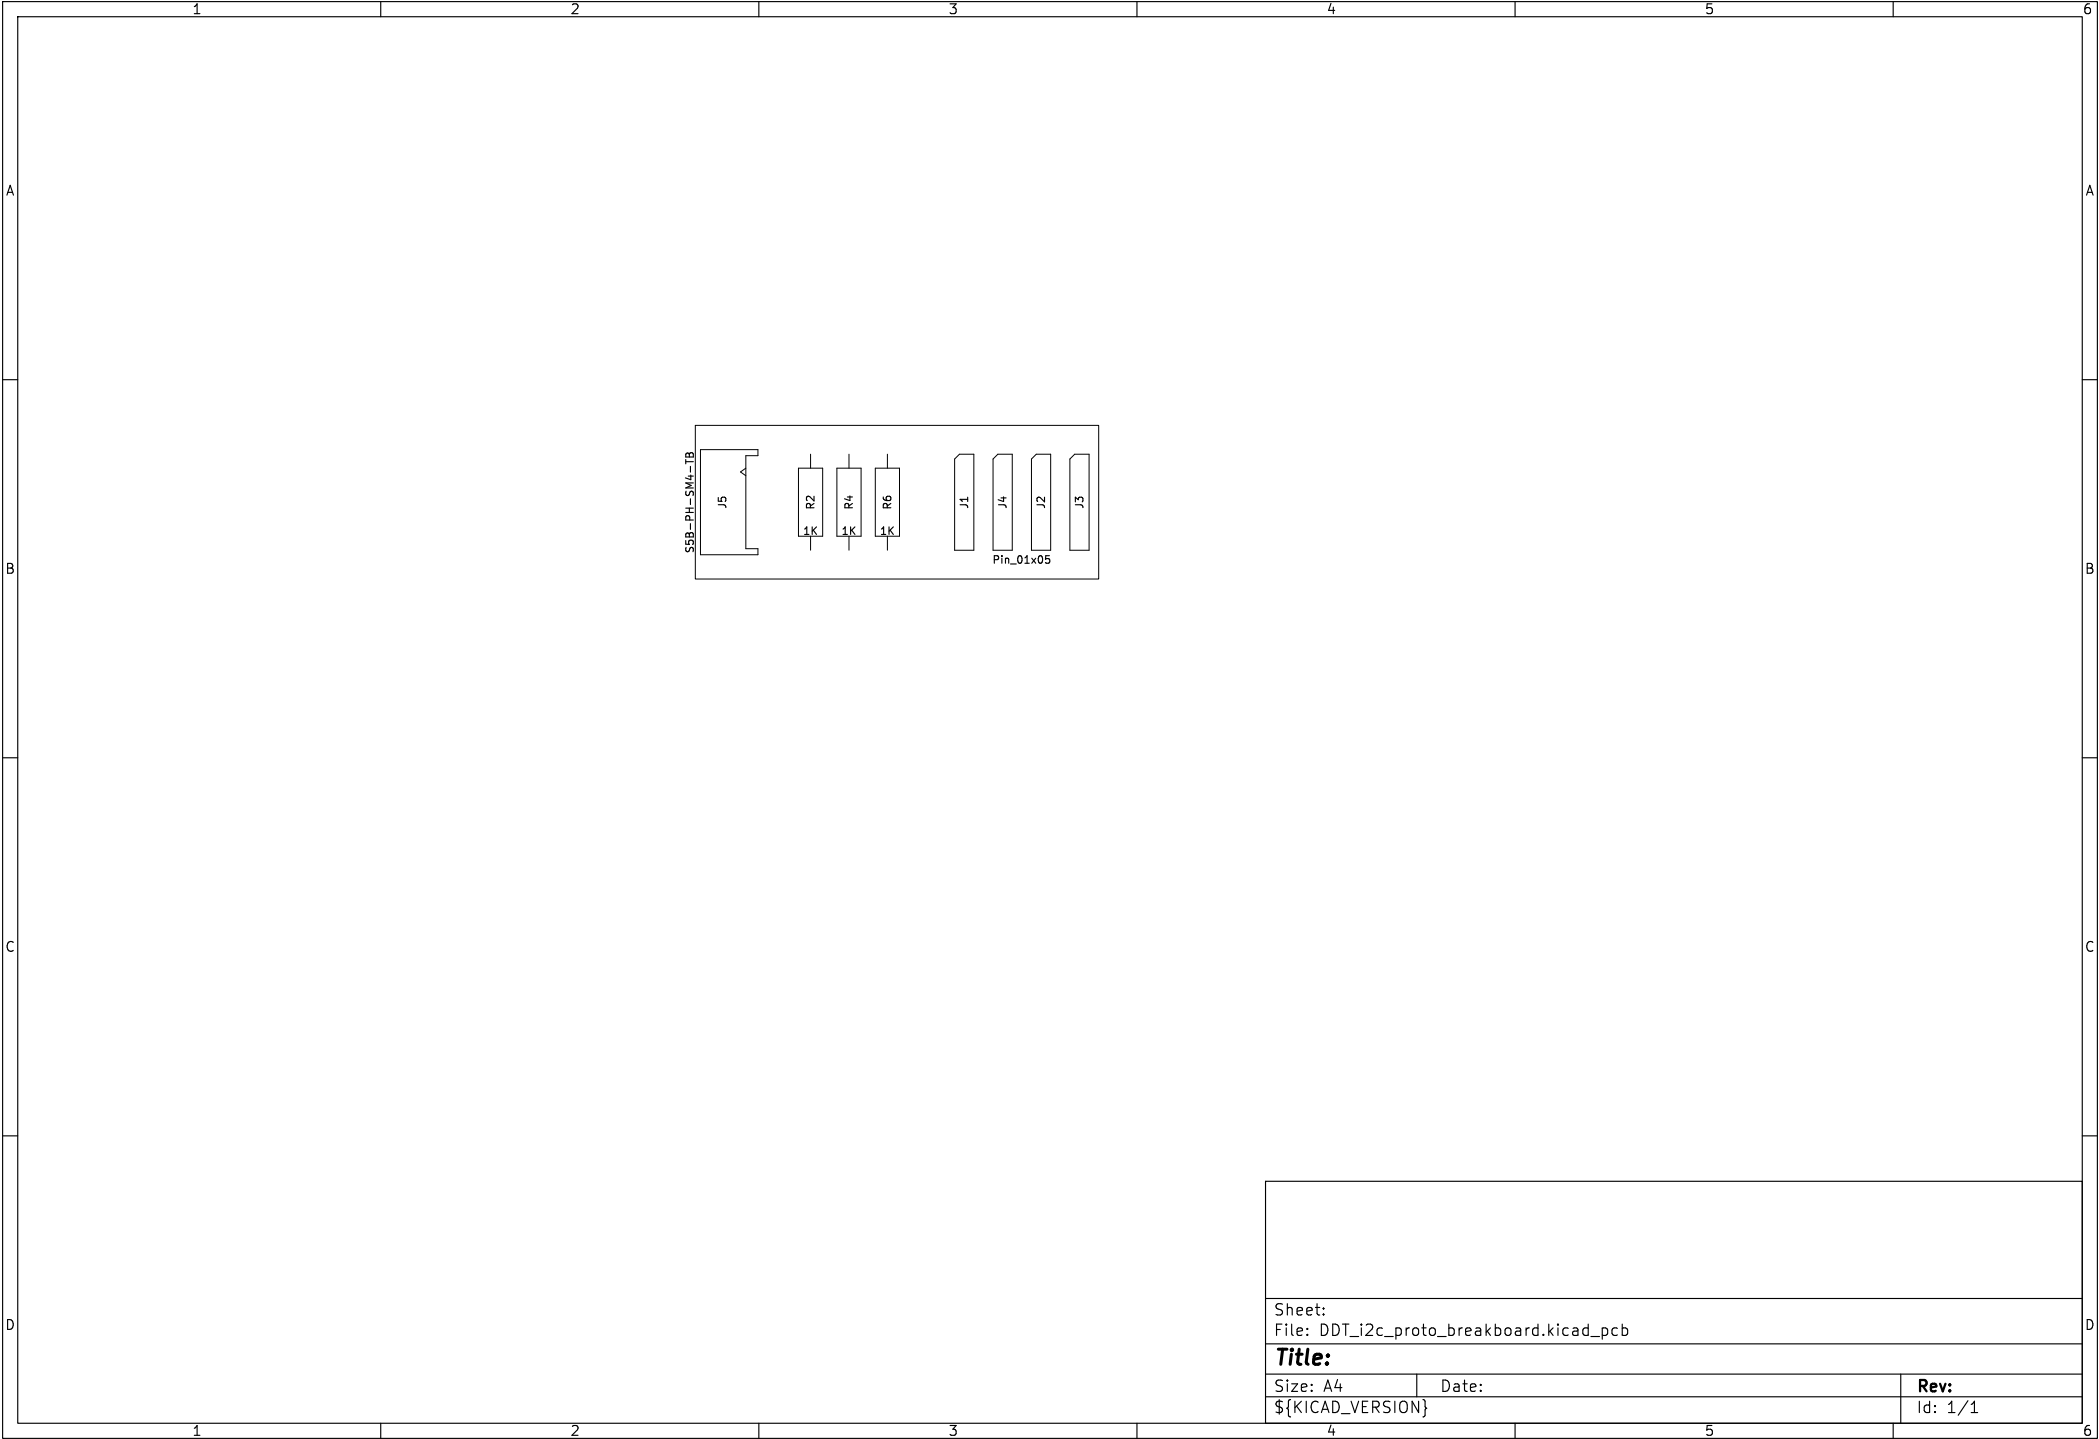 1 2 3 4 5 6
A A
S5B-PH-SM4-TB
J5
R2
1K
R4
1K
R6
1K
J1
J4
J2
J3
Pin_01x05
B B
C C
D D
Sheet:
File: DDT_i2c_proto_breakboard.kicad_pcb
Title:
Size: A4 Date: Rev:
${KICAD_VERSION} Id: 1/1
1 2 3 4 5 6